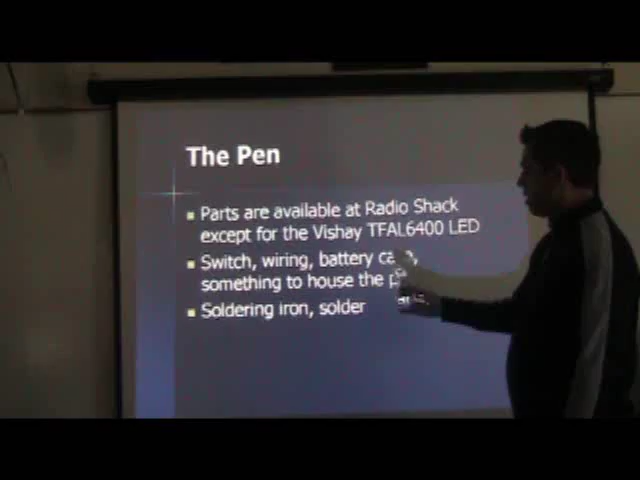 The Pen
Parts are available at Radio Shack
except for the Vishay TFAL6400 LED
Switch, wiring, battery
something to house the
Soldering iron, solder